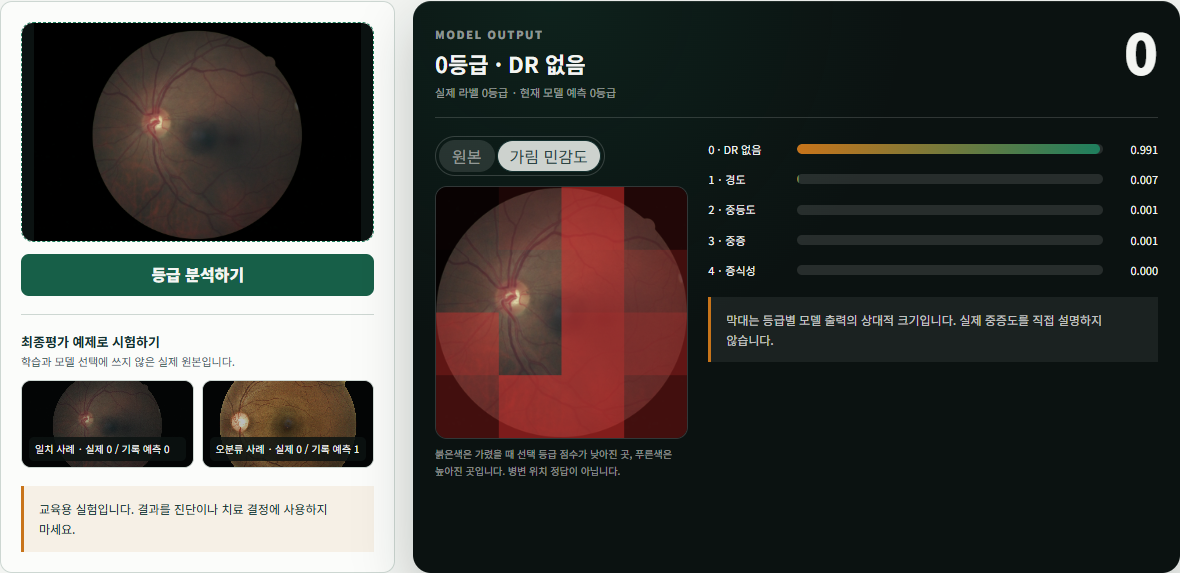 등급 분석하기
최종평가 예제로 시험하기
학습과 모델 선택에 쓰지 않은 실제 원본입니다.
일치 사례 · 실제 0 / 기록 예측 0
오분류 사례 · 실제 0 / 기록 예측 1
교육용 실험입니다. 결과를 진단이나 치료 결정에 사용하지
마세요.
MODEL OUTPUT
0등급 · DR 없음
실제 라벨 0등급 · 현재 모델 예측 0등급
0
원본
가림 민감도
붉은색은 가렸을 때 선택 등급 점수가 낮아진 곳, 푸른색은
높아진 곳입니다. 병변 위치 정답이 아닙니다.
0 · DR 없음 0.991
1 · 경도 0.007
2 · 중등도 0.001
3 · 중증 0.001
4 · 증식성 0.000
막대는 등급별 모델 출력의 상대적 크기입니다. 실제 중증도를 직접 설명하지
않습니다.